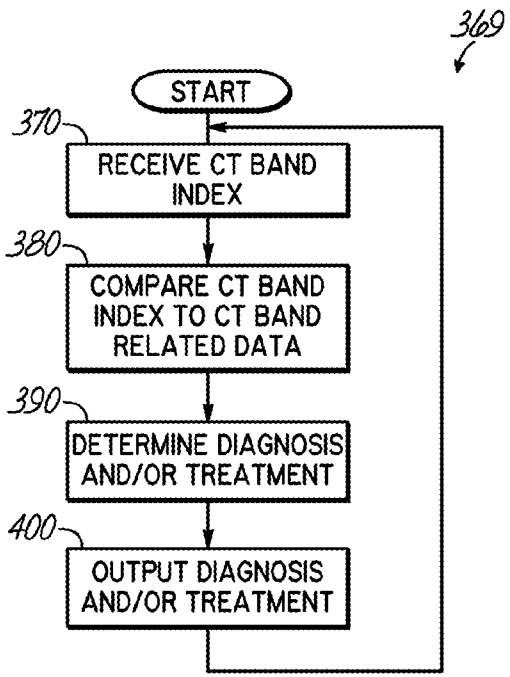 369
START
370
RECEIVE CT BAND
INDEX
380
COMPARE CT BAND
INDEX TO CT BAND
RELATED DATA
390
DETERMINE DIAGNOSIS
AND/OR TREATMENT
400
OUTPUT DIAGNOSIS
AND/OR TREATMENT